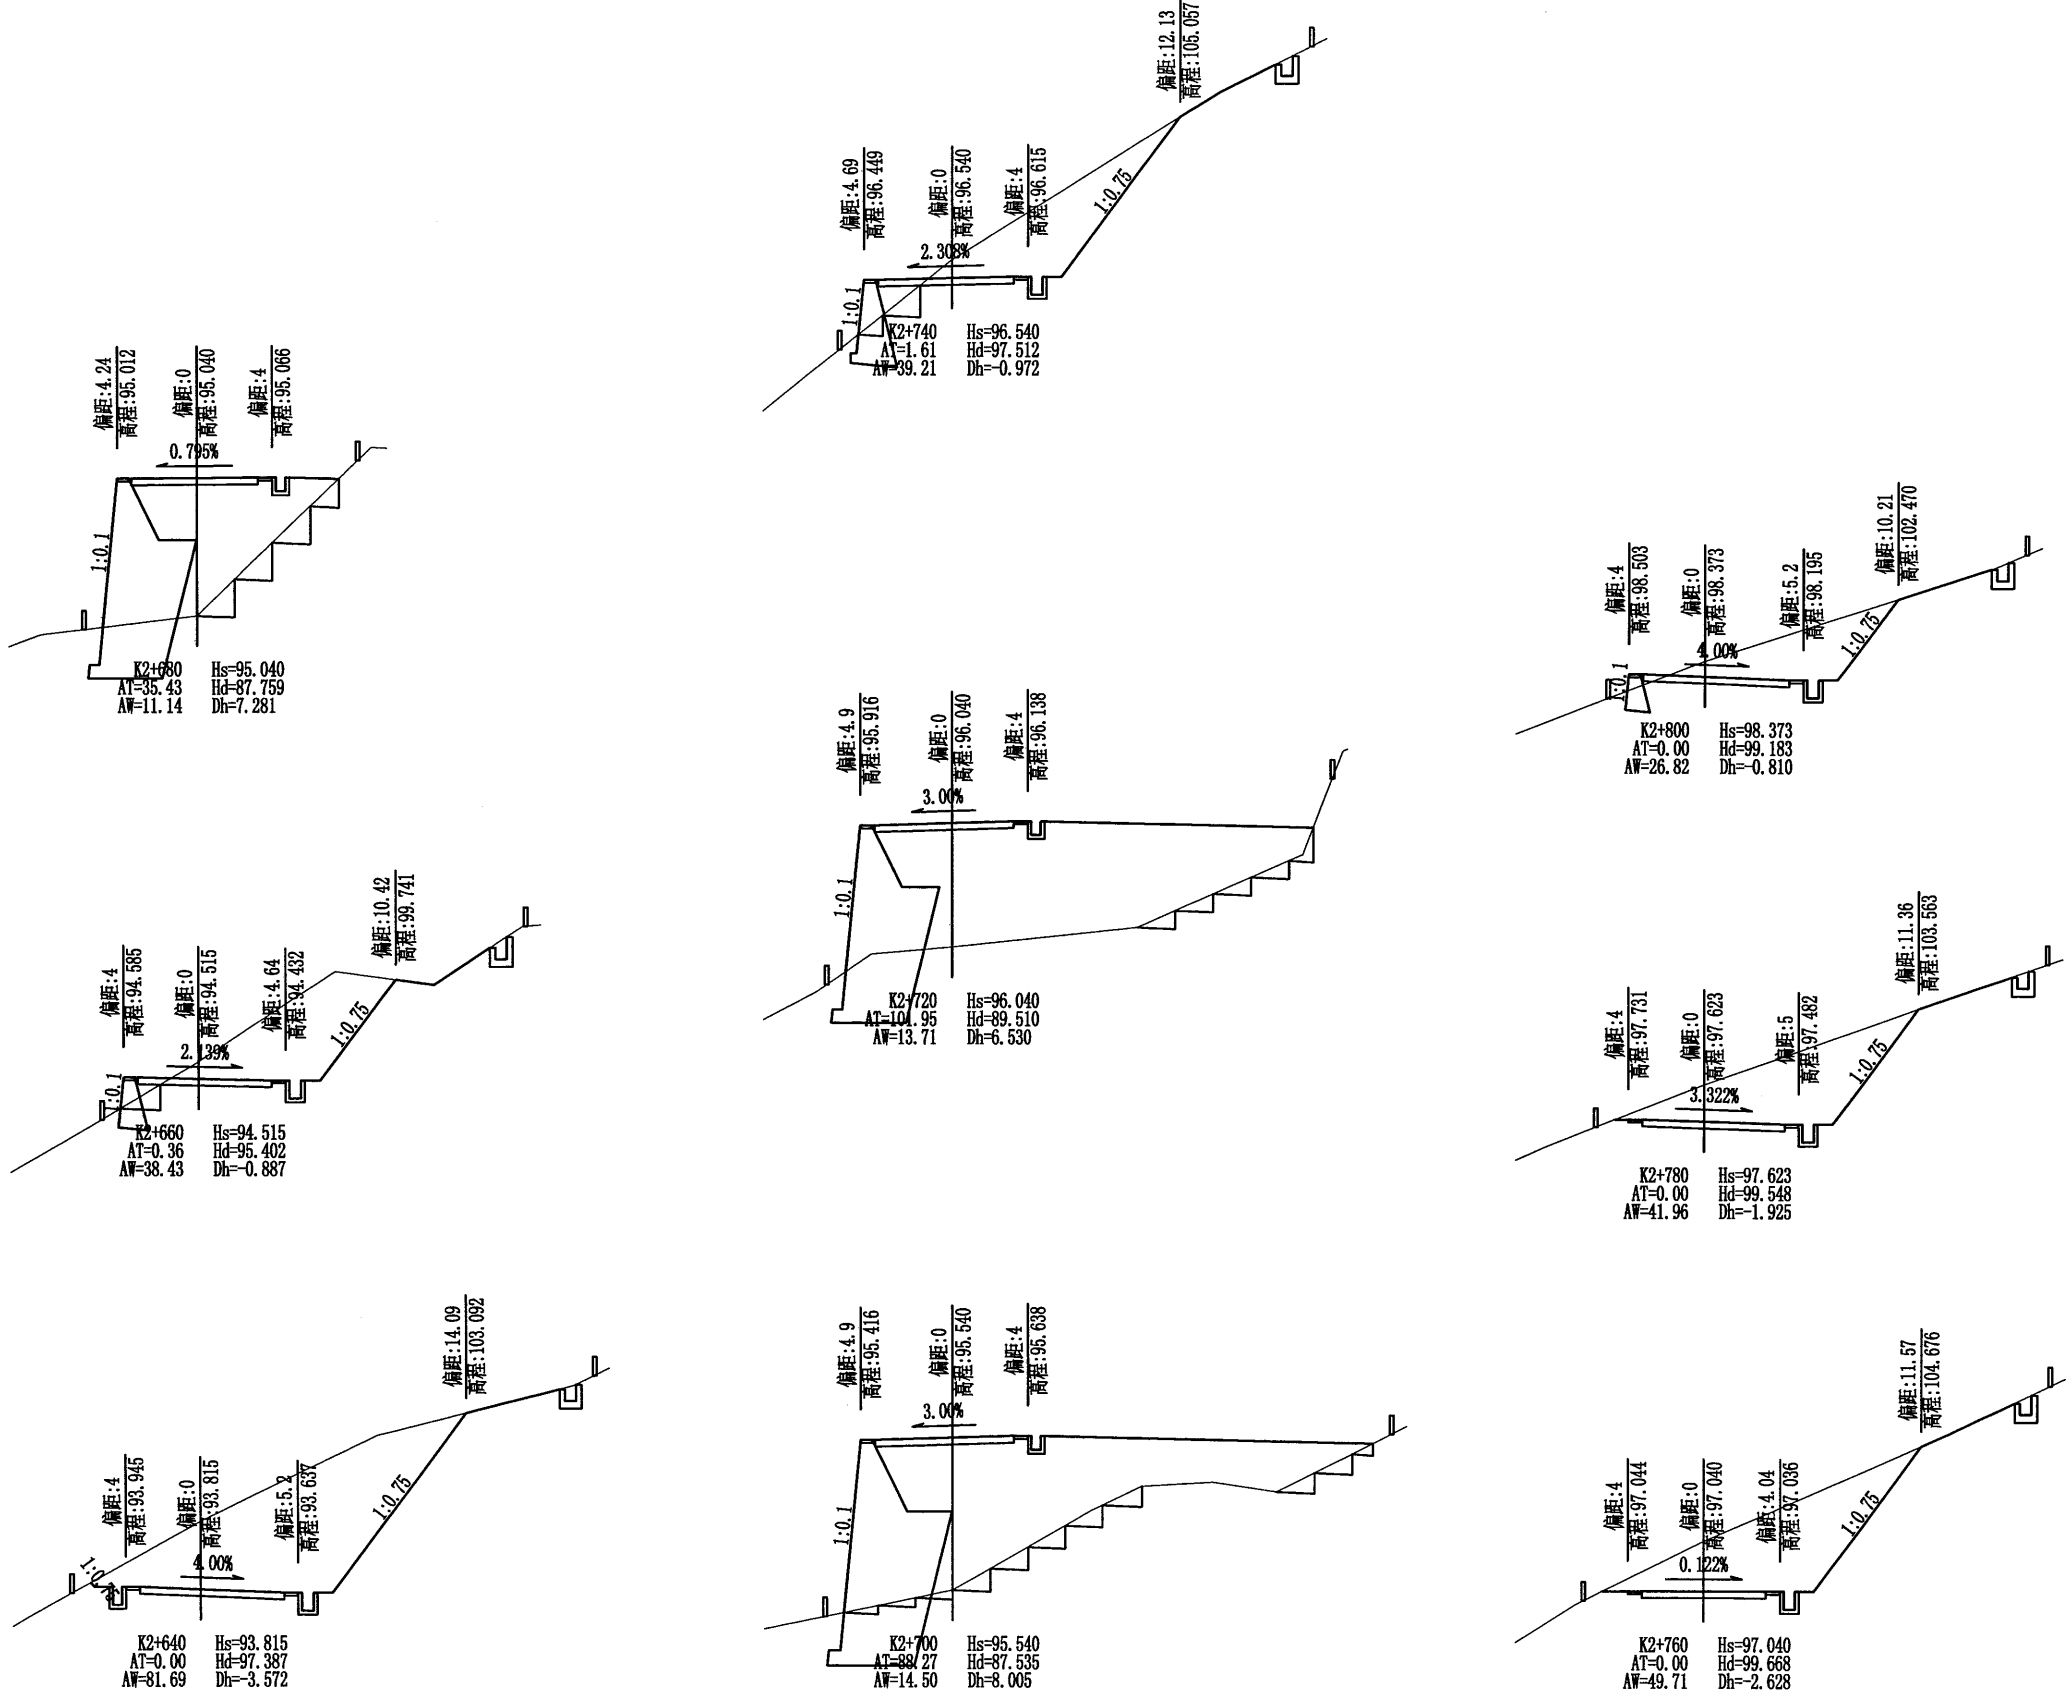 偏距:12.13
高程:105.057
偏距:4.69
高程:96.449
偏距:0
高程:96.540
偏距:4
高程:96.615
2.308%
1:0.75
1:0.1
K2+740 Hs=96.540
AT=1.61 Hd=97.512
AW=39.21 Dh=-0.972
偏距:4.24
高程:95.012
偏距:0
高程:95.040
偏距:4
高程:95.066
0.795%
1:0.1
K2+680 Hs=95.040
AT=35.43 Hd=87.759
AW=11.14 Dh=7.281
偏距:4
高程:98.503
偏距:0
高程:98.373
偏距:5.2
高程:98.195
偏距:10.21
高程:102.470
4.00%
1:0.75
1:0.1
K2+800 Hs=98.373
AT=0.00 Hd=99.183
AW=26.82 Dh=-0.810
偏距:4.9
高程:95.916
偏距:0
高程:96.040
偏距:4
高程:96.138
3.00%
1:0.1
K2+720 Hs=96.040
AT=104.95 Hd=89.510
AW=13.71 Dh=6.530
偏距:4
高程:94.585
偏距:0
高程:94.515
偏距:4.64
高程:94.432
偏距:10.42
高程:99.741
2.139%
1:0.75
1:0.1
K2+660 Hs=94.515
AT=0.36 Hd=95.402
AW=38.43 Dh=-0.887
偏距:4
高程:97.731
偏距:0
高程:97.623
偏距:5
高程:97.482
偏距:11.36
高程:103.563
3.322%
1:0.75
K2+780 Hs=97.623
AT=0.00 Hd=99.548
AW=41.96 Dh=-1.925
偏距:4
高程:93.945
偏距:0
高程:93.815
偏距:5.2
高程:93.637
偏距:14.09
高程:103.092
4.00%
1:0.75
K2+640 Hs=93.815
AT=0.00 Hd=97.387
AW=81.69 Dh=-3.572
偏距:4.9
高程:95.416
偏距:0
高程:95.540
偏距:4
高程:95.638
3.00%
1:0.1
K2+700 Hs=95.540
AT=88.27 Hd=87.535
AW=14.50 Dh=8.005
偏距:4
高程:97.044
偏距:0
高程:97.040
偏距:4.04
高程:97.036
偏距:11.57
高程:104.676
0.122%
1:0.75
K2+760 Hs=97.040
AT=0.00 Hd=99.668
AW=49.71 Dh=-2.628